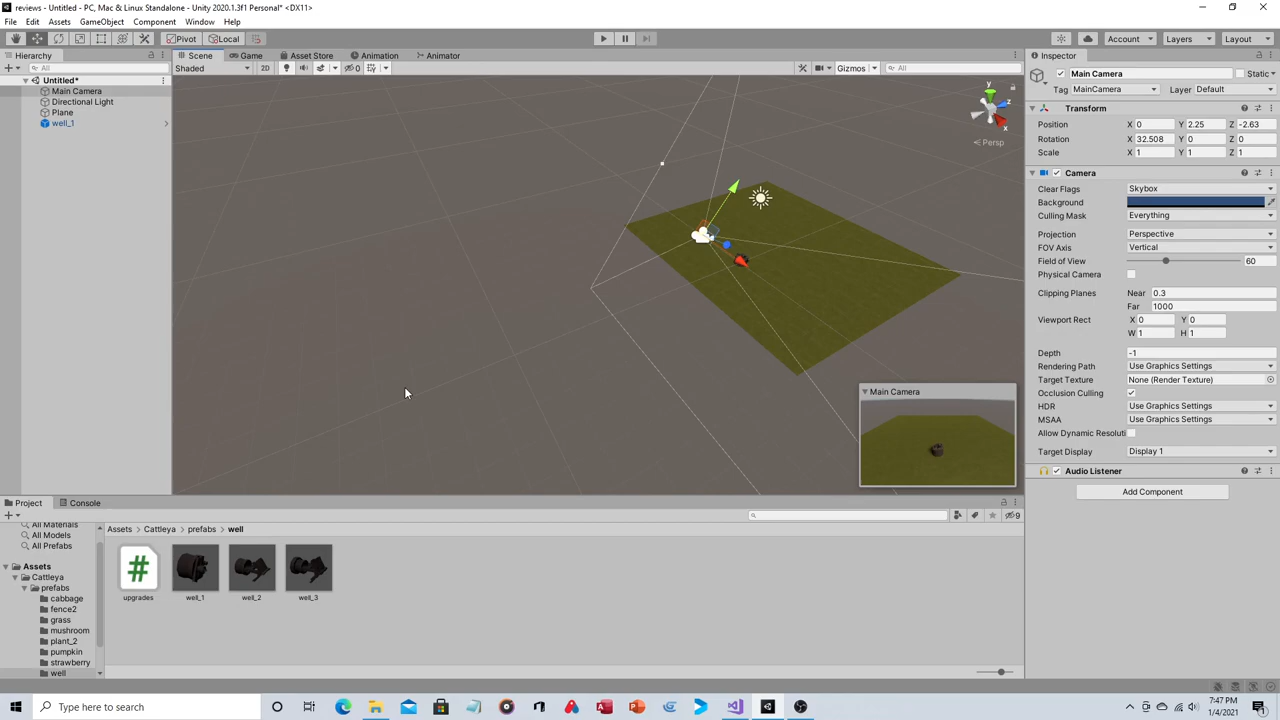 reviews - Untitled - PC, Mac & Linux Standalone - Unity 2020.1.3f1 Personal* <DX11>
File Edit Assets GameObject Component Window Help
Pivot Local Account Layers Layout
Hierarchy
All
Untitled*
Main Camera
Directional Light
Plane
well_1
Scene Game Asset Store Animation Animator
Shaded 2D 0 Gizmos All
y
z
x
Persp
Main Camera
Inspector
Main Camera Static
Tag MainCamera Layer Default
Transform
Position X 0 Y 2.25 Z -2.63
Rotation X 32.508 Y 0 Z 0
Scale X 1 Y 1 Z 1
Camera
Clear Flags Skybox
Background
Culling Mask Everything
Projection Perspective
FOV Axis Vertical
Field of View 60
Physical Camera
Clipping Planes Near 0.3
Far 1000
Viewport Rect X 0 Y 0
W 1 H 1
Depth -1
Rendering Path Use Graphics Settings
Target Texture None (Render Texture)
Occlusion Culling
HDR Use Graphics Settings
MSAA Use Graphics Settings
Allow Dynamic Resoluti
Target Display Display 1
Audio Listener
Add Component
Project Console
9
All Materials
All Models
All Prefabs
Assets
Cattleya
prefabs
cabbage
fence2
grass
mushroom
plant_2
pumpkin
strawberry
well
Assets Cattleya prefabs well
#
upgrades well_1 well_2 well_3
Type here to search
7:47 PM
1/4/2021